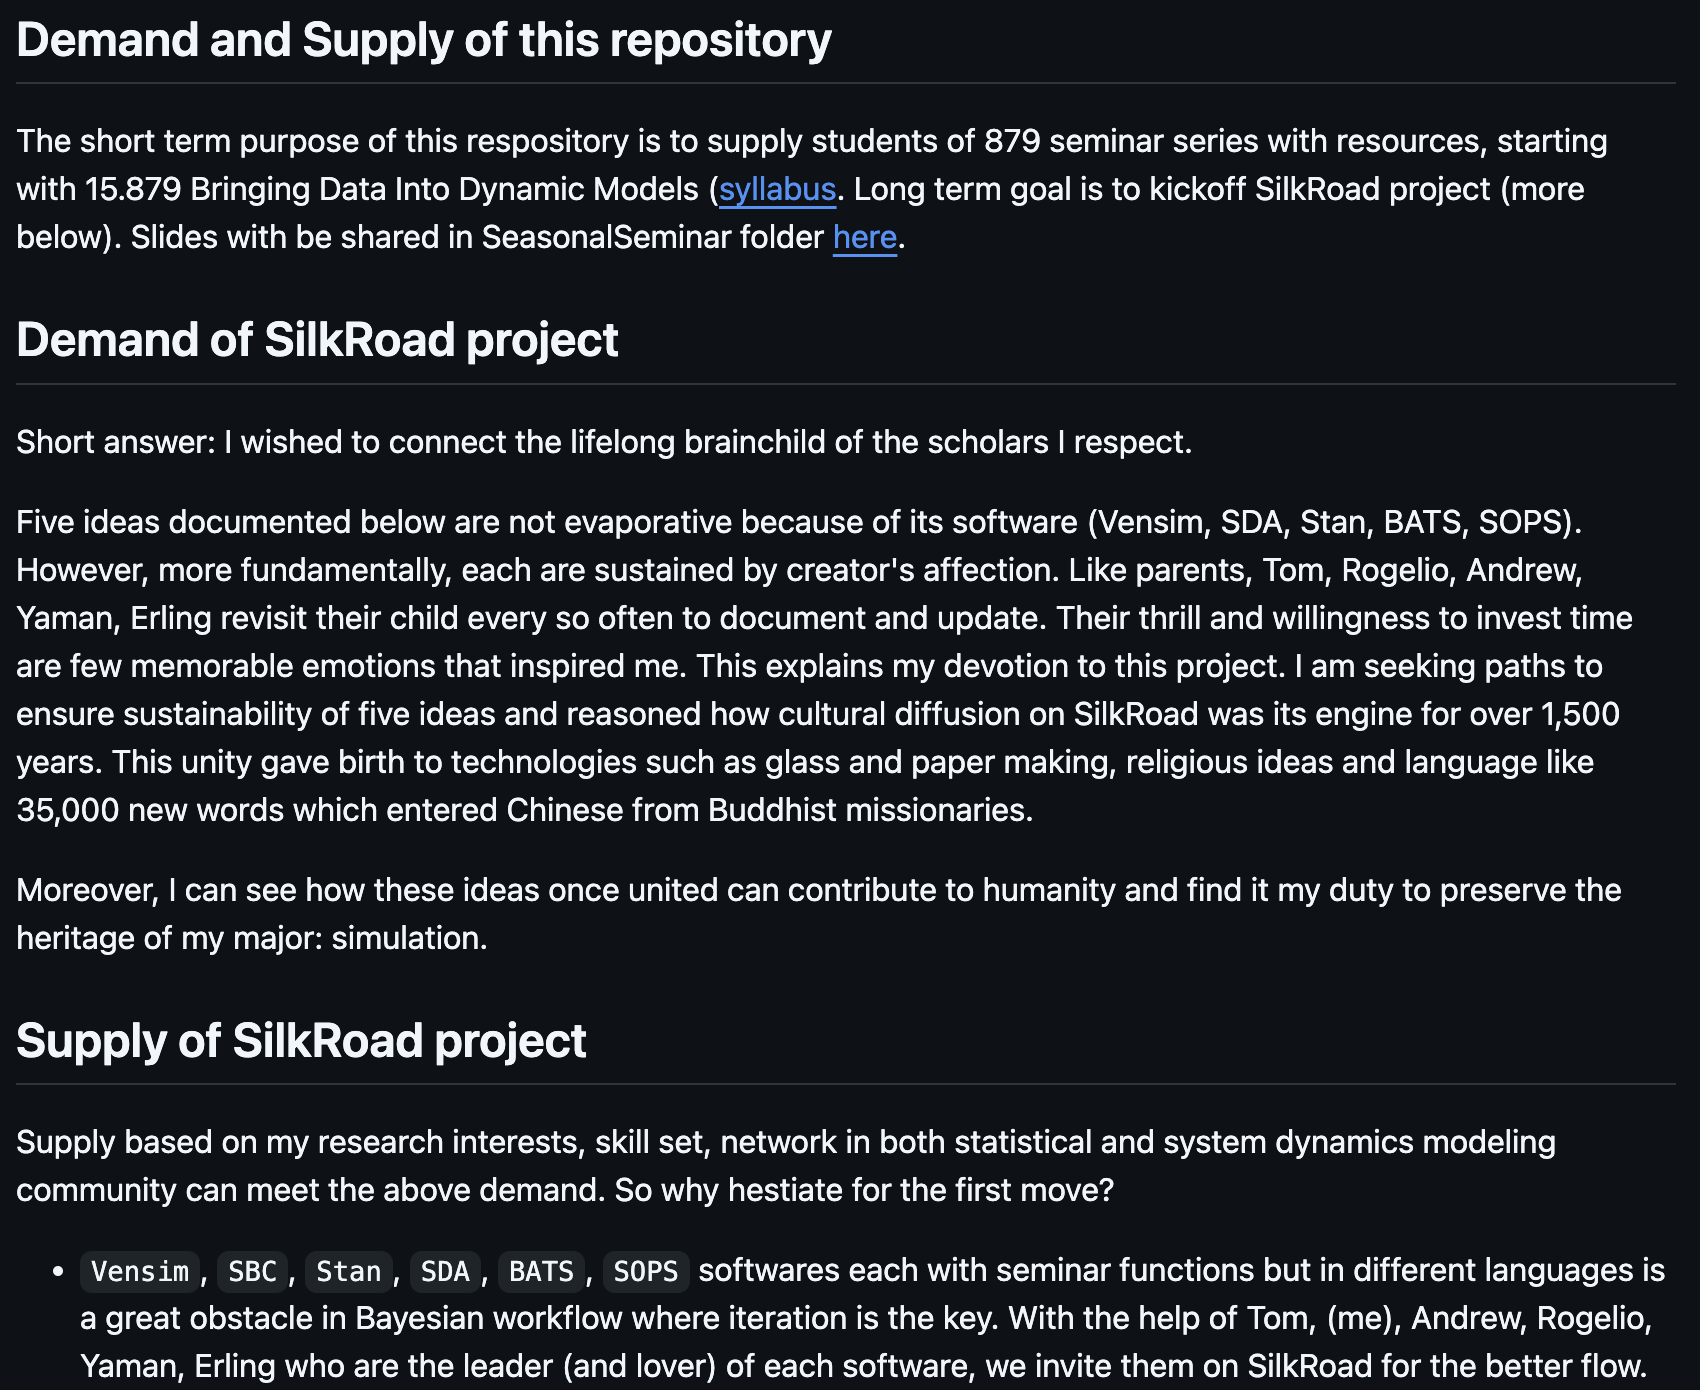 Demand and Supply of this repository
The short term purpose of this respository is to supply students of 879 seminar series with resources, starting
with 15.879 Bringing Data Into Dynamic Models (syllabus. Long term goal is to kickoff SilkRoad project (more
below). Slides with be shared in SeasonalSeminar folder here.
Demand of SilkRoad project
Short answer: I wished to connect the lifelong brainchild of the scholars I respect.
Five ideas documented below are not evaporative because of its software (Vensim, SDA, Stan, BATS, SOPS).
However, more fundamentally, each are sustained by creator's affection. Like parents, Tom, Rogelio, Andrew,
Yaman, Erling revisit their child every so often to document and update. Their thrill and willingness to invest time
are few memorable emotions that inspired me. This explains my devotion to this project. I am seeking paths to
ensure sustainability of five ideas and reasoned how cultural diffusion on SilkRoad was its engine for over 1,500
years. This unity gave birth to technologies such as glass and paper making, religious ideas and language like
35,000 new words which entered Chinese from Buddhist missionaries.
Moreover, I can see how these ideas once united can contribute to humanity and find it my duty to preserve the
heritage of my major: simulation.
Supply of SilkRoad project
Supply based on my research interests, skill set, network in both statistical and system dynamics modeling
community can meet the above demand. So why hestiate for the first move?
• Vensim, SBC, Stan, SDA, BATS, SOPS softwares each with seminar functions but in different languages is
a great obstacle in Bayesian workflow where iteration is the key. With the help of Tom, (me), Andrew, Rogelio,
Yaman, Erling who are the leader (and lover) of each software, we invite them on SilkRoad for the better flow.